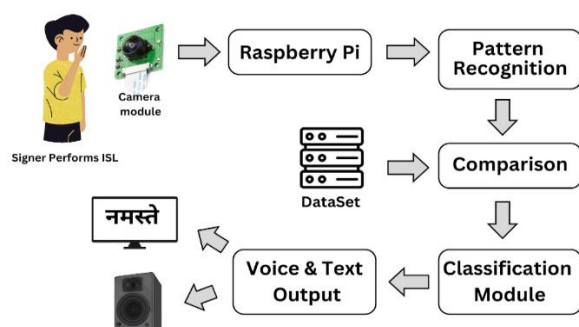 Raspberry Pi
Pattern
Recognition
Camera
module
Signer Performs ISL
Comparison
DataSet
नमस्ते
Voice & Text
Output
Classification
Module